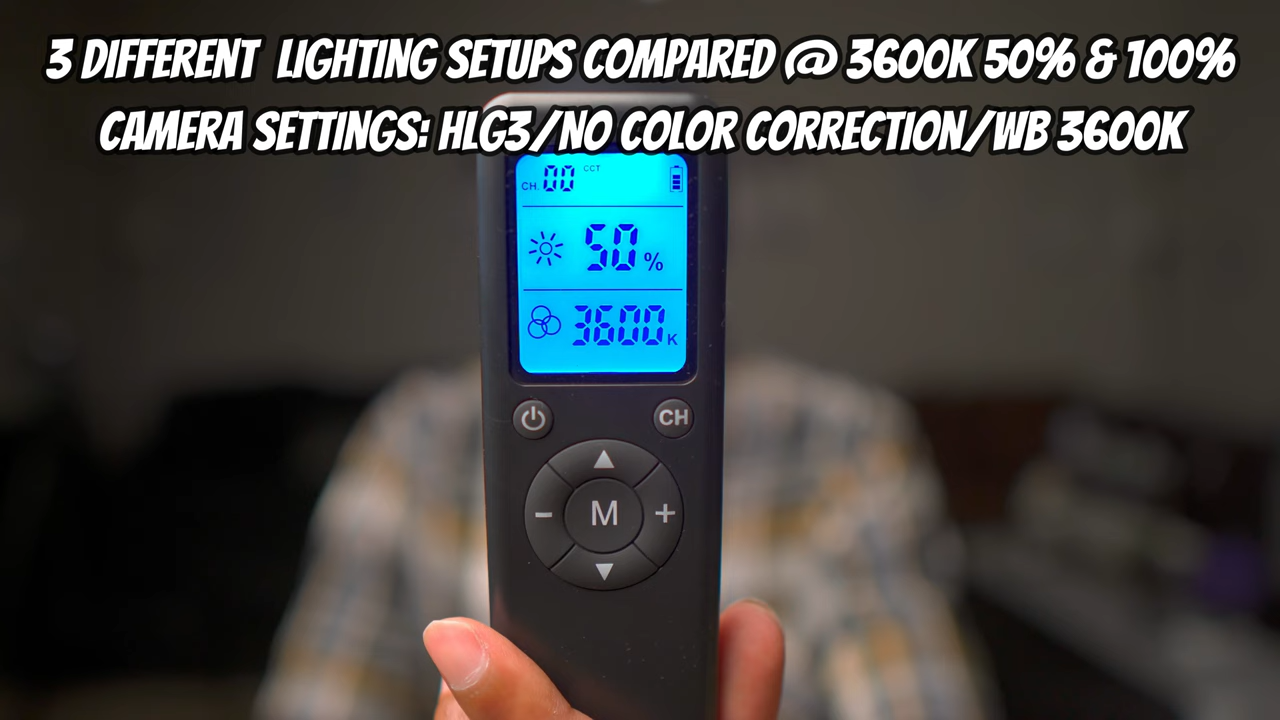 3 DIFFERENT LIGHTING SETUPS COMPARED @ 3600K 50% & 100%
CAMERA SETTINGS: HLG3/NO COLOR CORRECTION/WB 3600K
CH. 00 CCT
50 %
3600 K
CH
M